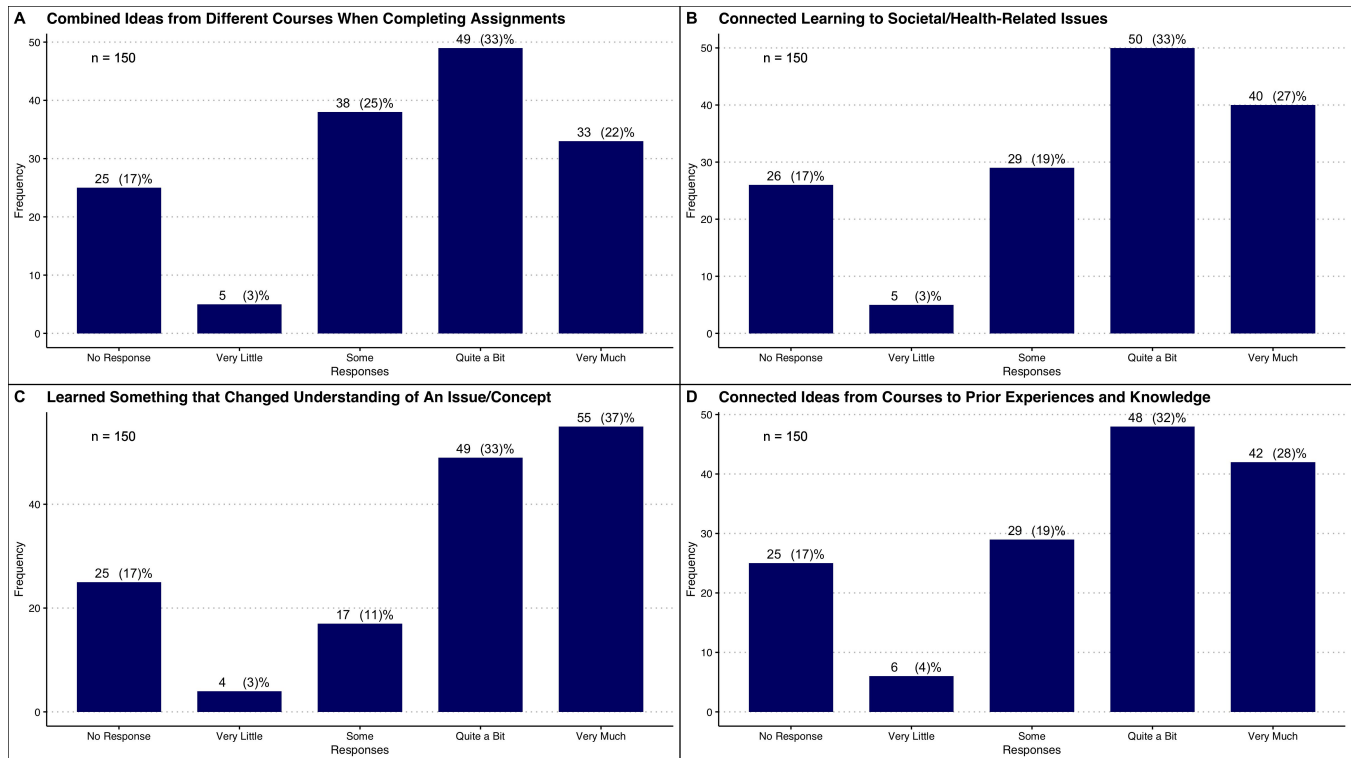 A Combined Ideas from Different Courses When Completing Assignments
n = 150
Frequency
50
40
30
20
10
0
25 (17)%
5 (3)%
38 (25)%
49 (33)%
33 (22)%
No Response Very Little Some Quite a Bit Very Much
Responses
B Connected Learning to Societal/Health-Related Issues
n = 150
Frequency
50
40
30
20
10
0
26 (17)%
5 (3)%
29 (19)%
50 (33)%
40 (27)%
No Response Very Little Some Quite a Bit Very Much
Responses
C Learned Something that Changed Understanding of An Issue/Concept
n = 150
Frequency
40
20
0
25 (17)%
4 (3)%
17 (11)%
49 (33)%
55 (37)%
No Response Very Little Some Quite a Bit Very Much
Responses
D Connected Ideas from Courses to Prior Experiences and Knowledge
n = 150
Frequency
50
40
30
20
10
0
25 (17)%
6 (4)%
29 (19)%
48 (32)%
42 (28)%
No Response Very Little Some Quite a Bit Very Much
Responses